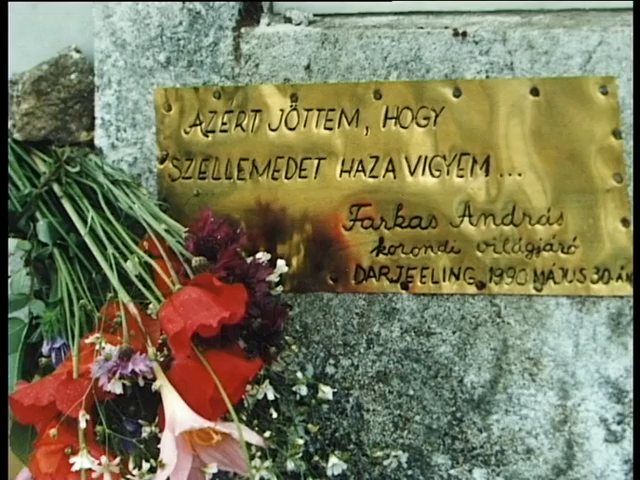 AZÉRT JÖTTEM, HOGY
SZELLEMEDET HAZA VIGYEM...
Farkas András
korondi világjáró
DARJEELING, 1990 MÁJUS 30-ÁN